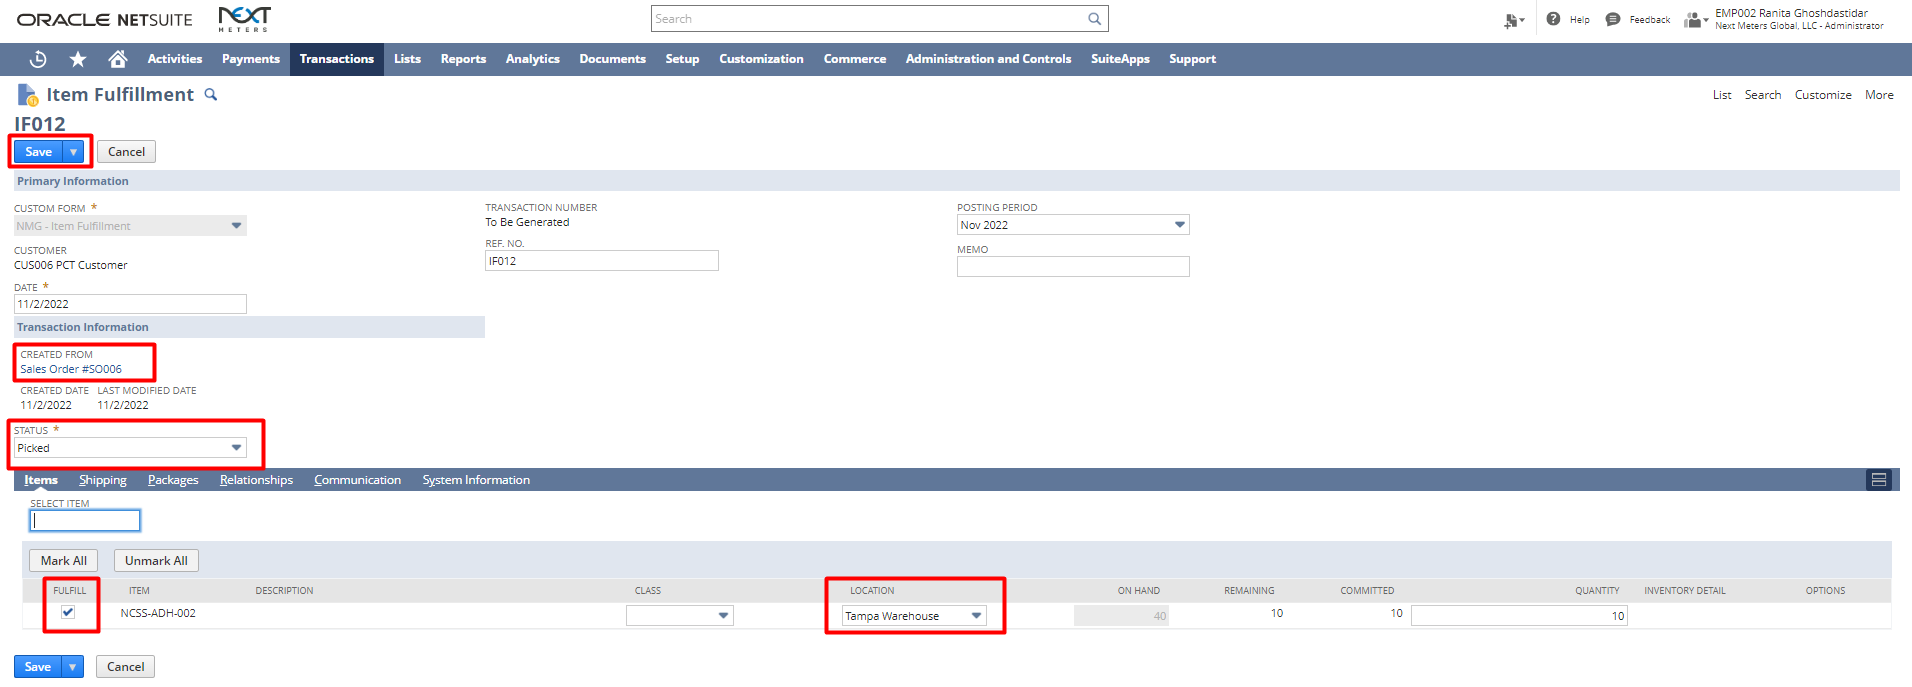 ORACLE NETSUITE
NEXT
METERS
Search
Help
Feedback
EMP002 Ranita Ghoshdastidar
Next Meters Global, LLC - Administrator
Activities Payments Transactions Lists Reports Analytics Documents Setup Customization Commerce Administration and Controls SuiteApps Support
Item Fulfillment
List Search Customize More
IF012
Save Cancel
Primary Information
CUSTOM FORM *
NMG - Item Fulfillment
CUSTOMER
CUS006 PCT Customer
DATE *
11/2/2022
TRANSACTION NUMBER
To Be Generated
REF. NO.
IF012
POSTING PERIOD
Nov 2022
MEMO
Transaction Information
CREATED FROM
Sales Order #SO006
CREATED DATE LAST MODIFIED DATE
11/2/2022 11/2/2022
STATUS *
Picked
Items Shipping Packages Relationships Communication System Information
SELECT ITEM
Mark All Unmark All
FULFILL ITEM DESCRIPTION CLASS LOCATION ON HAND REMAINING COMMITTED QUANTITY INVENTORY DETAIL OPTIONS
NCSS-ADH-002 Tampa Warehouse 40 10 10 10
Save Cancel